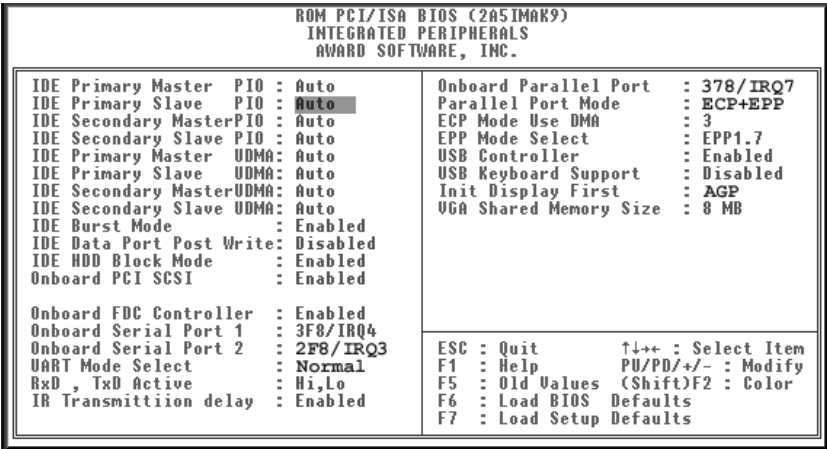 ROM PCI/ISA BIOS (2A5IMAK9)
INTEGRATED PERIPHERALS
AWARD SOFTWARE, INC.
IDE Primary Master PIO : Auto
IDE Primary Slave PIO : Auto
IDE Secondary MasterPIO : Auto
IDE Secondary Slave PIO : Auto
IDE Primary Master UDMA: Auto
IDE Primary Slave UDMA: Auto
IDE Secondary MasterUDMA: Auto
IDE Secondary Slave UDMA: Auto
IDE Burst Mode : Enabled
IDE Data Port Post Write: Disabled
IDE HDD Block Mode : Enabled
Onboard PCI SCSI : Enabled
Onboard FDC Controller : Enabled
Onboard Serial Port 1 : 3F8/IRQ4
Onboard Serial Port 2 : 2F8/IRQ3
UART Mode Select : Normal
RxD , TxD Active : Hi,Lo
IR Transmittiion delay : Enabled
Onboard Parallel Port : 378/IRQ7
Parallel Port Mode : ECP+EPP
ECP Mode Use DMA : 3
EPP Mode Select : EPP1.7
USB Controller : Enabled
USB Keyboard Support : Disabled
Init Display First : AGP
VGA Shared Memory Size : 8 MB
ESC : Quit ↑↓→← : Select Item
F1 : Help PU/PD/+/- : Modify
F5 : Old Values (Shift)F2 : Color
F6 : Load BIOS Defaults
F7 : Load Setup Defaults